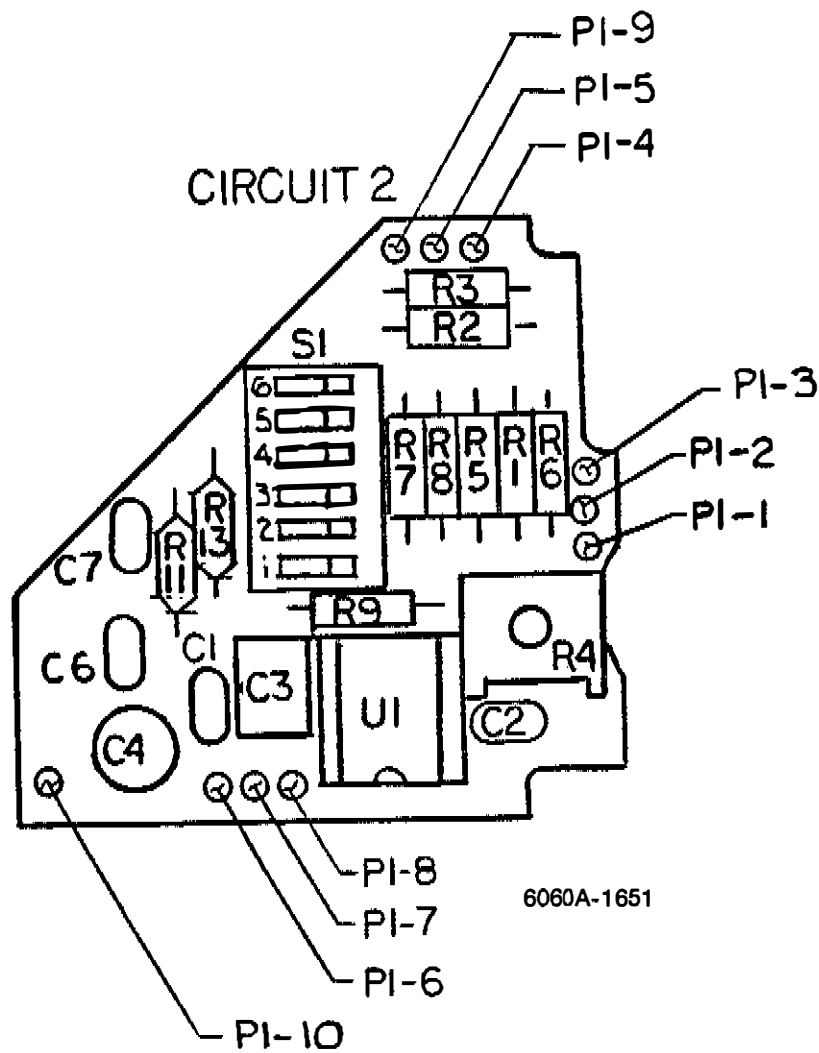 P1-9
P1-5
P1-4
CIRCUIT 2
R3
R2
S1
6
5
4
3
2
1
R7
R8
R5
R1
R6
P1-3
P1-2
P1-1
C7
R11
R13
R9
R4
C6
C1
C3
U1
C2
C4
P1-8
6060A-1651
P1-7
P1-6
P1-10